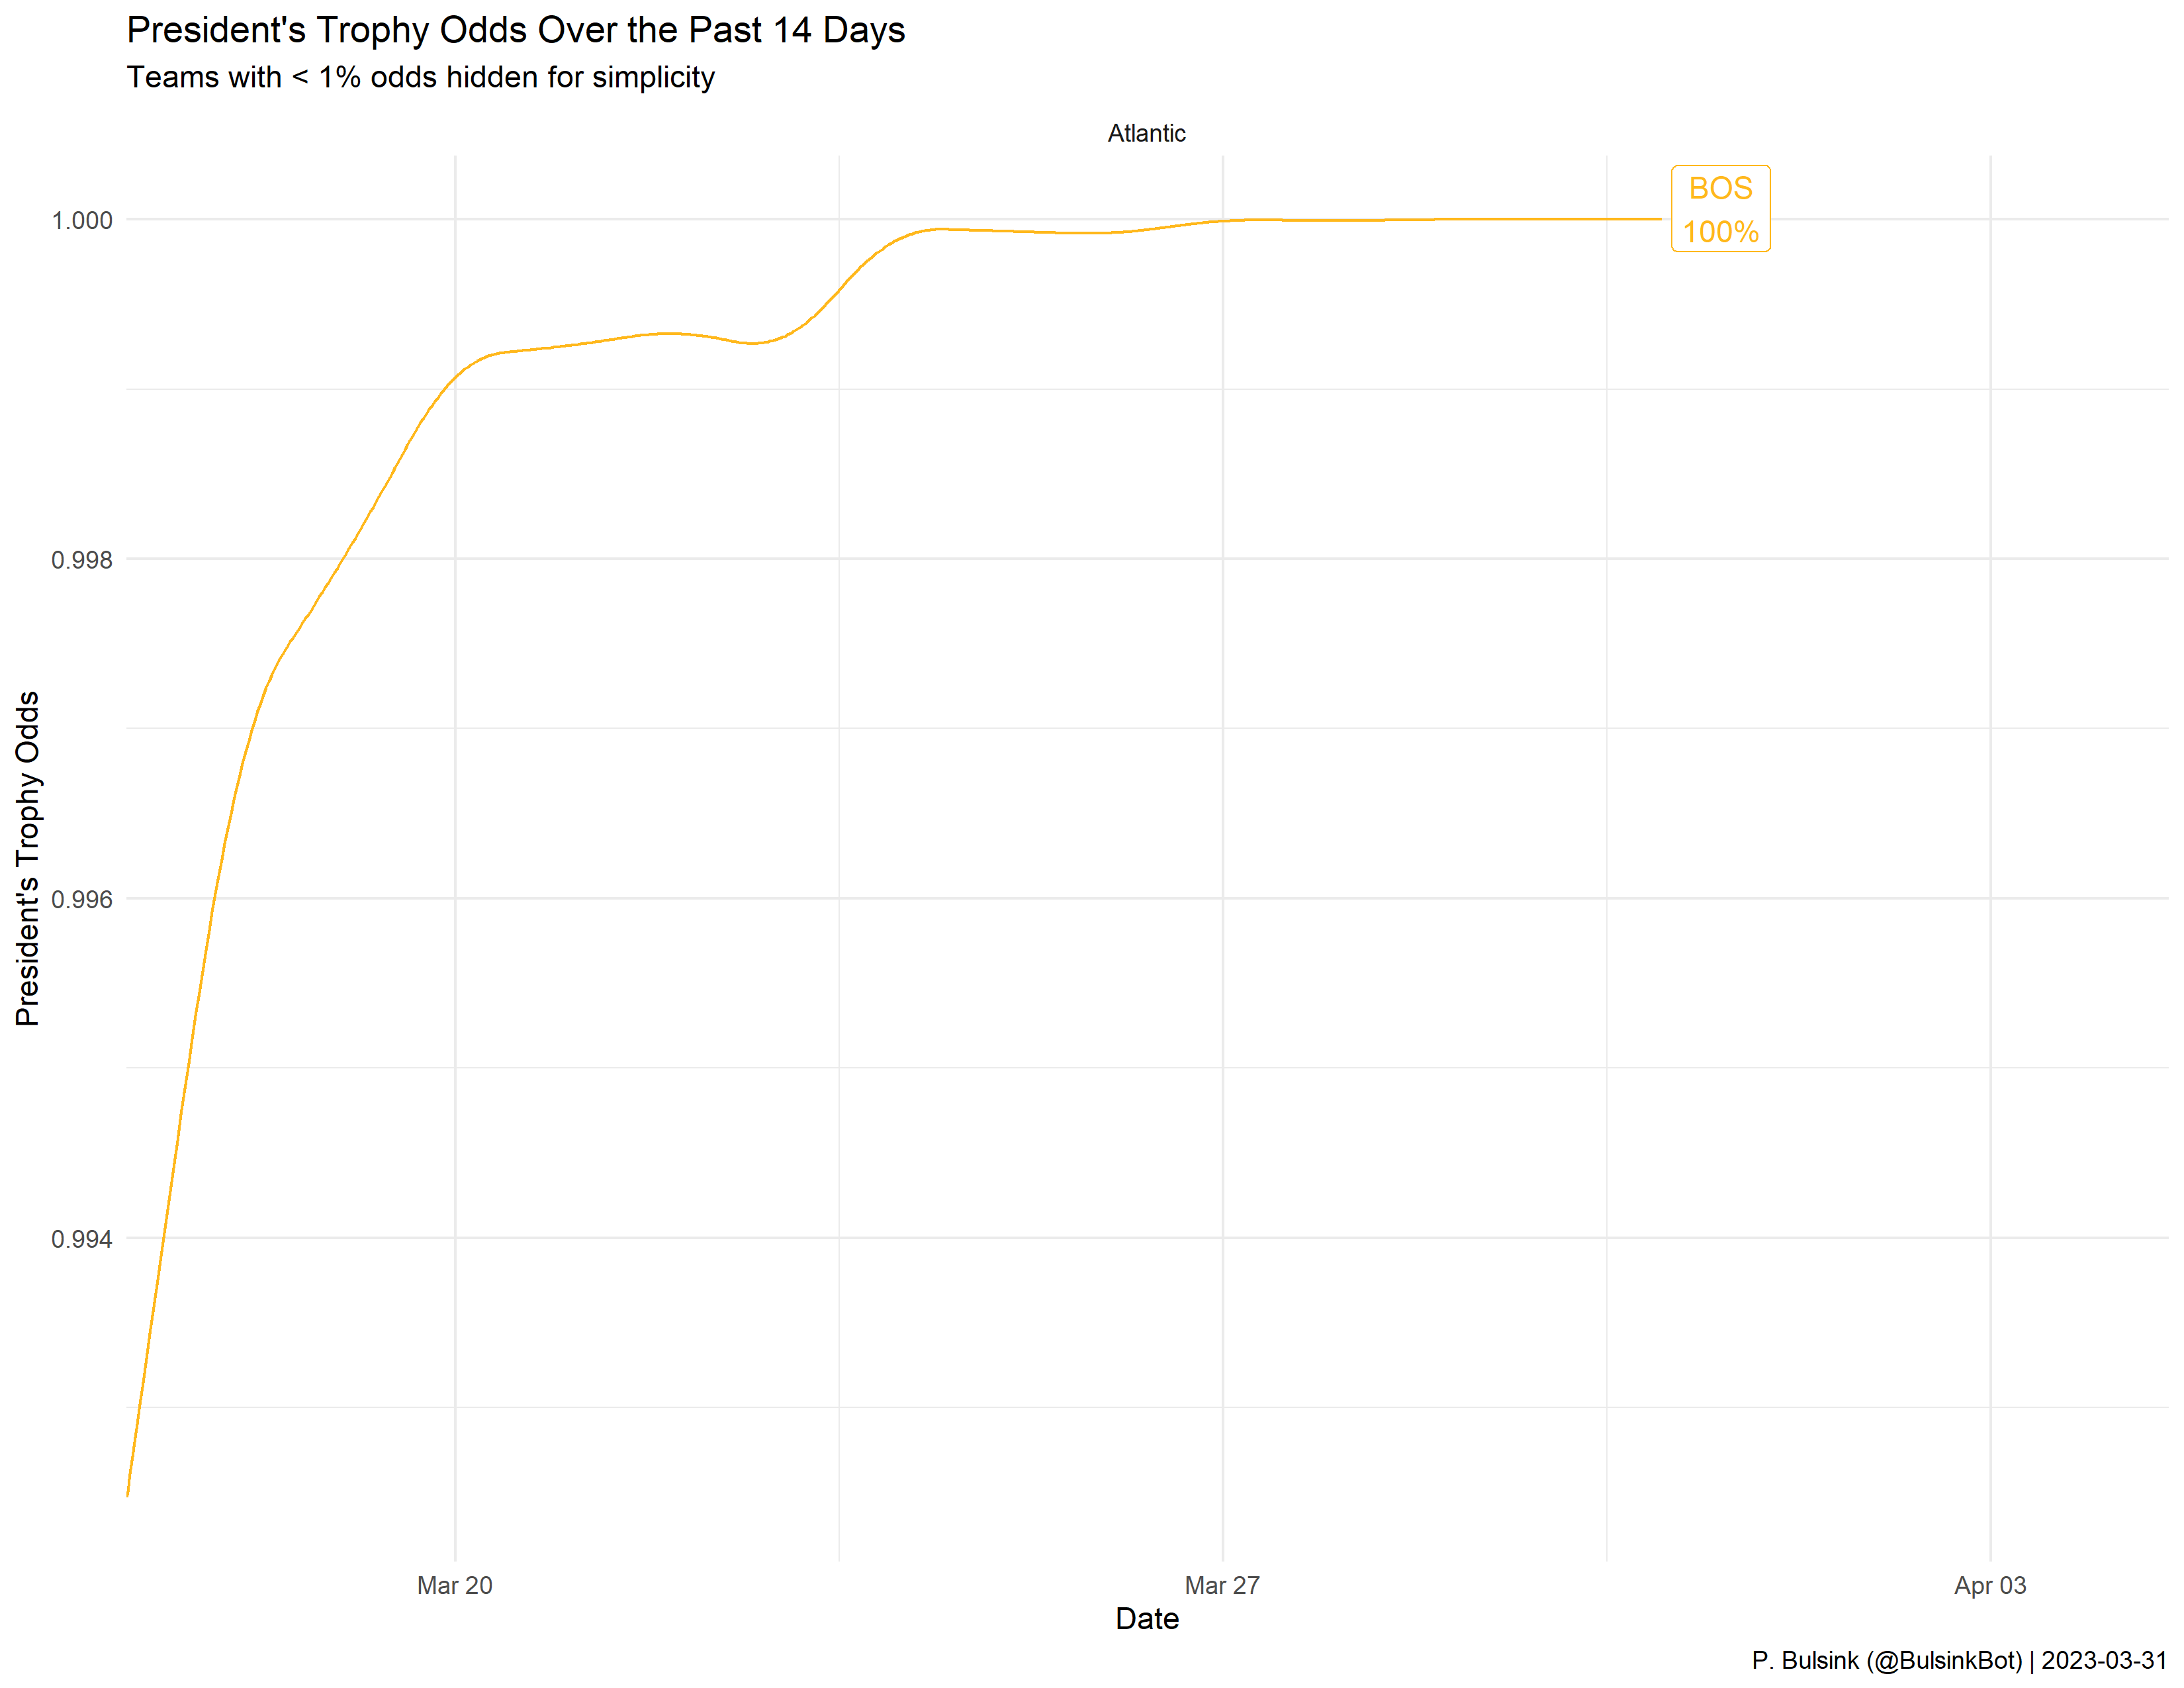 President's Trophy Odds Over the Past 14 Days
Teams with < 1% odds hidden for simplicity
Atlantic
BOS
100%
1.000
0.998
0.996
0.994
President's Trophy Odds
Mar 20
Mar 27
Apr 03
Date
P. Bulsink (@BulsinkBot) | 2023-03-31